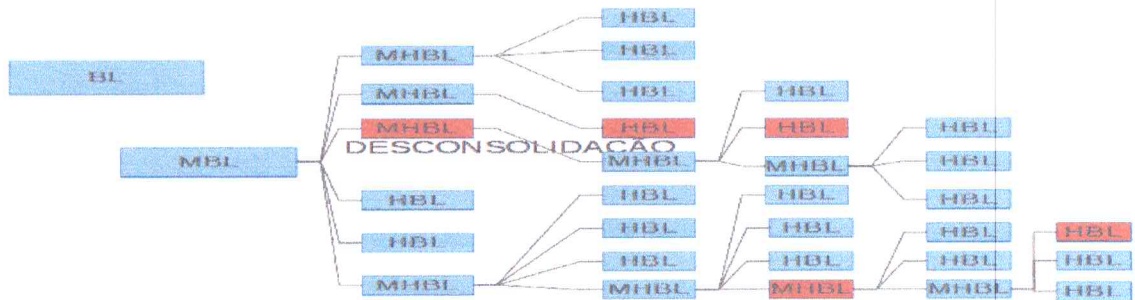 HBL
MHBL HBL
BL
MHBL HBL HBL
MHBL HBL HBL HBL
DESCONSOLIDAÇÃO
MBL MHBL MHBL HBL
HBL HBL HBL HBL
HBL HBL HBL
HBL HBL HBL HBL HBL
MHBL MHBL MHBL MHBL HBL